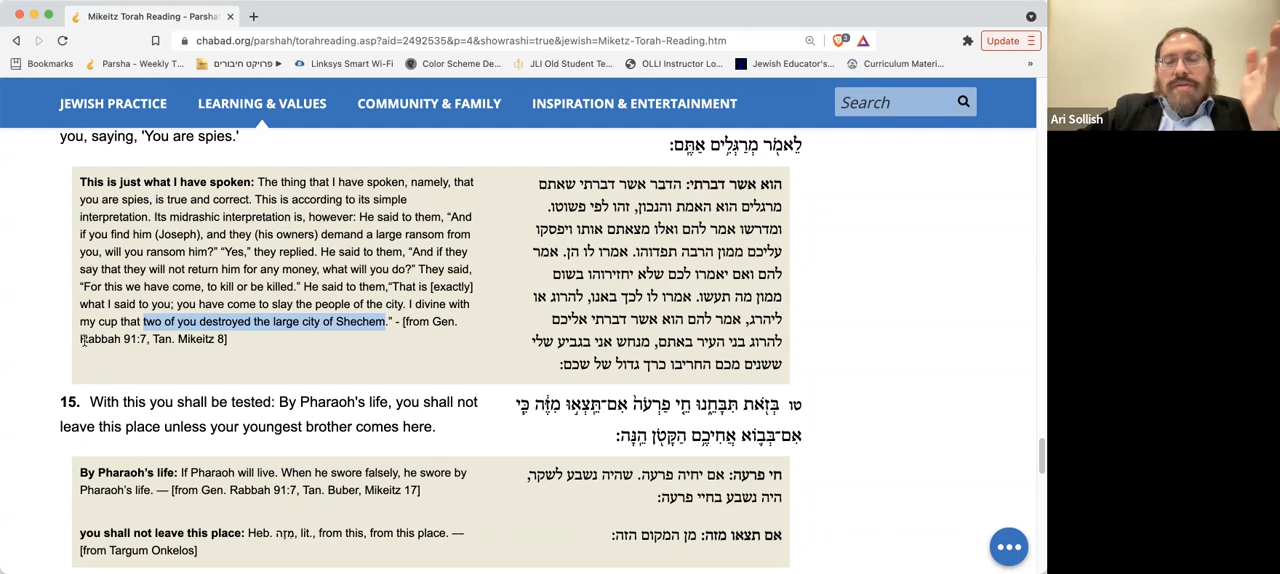 Mikeitz Torah Reading - Parsha
chabad.org/parshah/torahreading.asp?aid=2492535&p=4&showrashi=true&jewish=Miketz-Torah-Reading.htm
3
Update
Bookmarks
Parsha - Weekly T...
פרויקט חיבורים
Linksys Smart Wi-Fi
Color Scheme De...
JLI Old Student Te...
OLLI Instructor Lo...
Jewish Educator's...
Curriculum Materi...
»
JEWISH PRACTICE
LEARNING & VALUES
COMMUNITY & FAMILY
INSPIRATION & ENTERTAINMENT
Search
Ari Sollish
you, saying, 'You are spies.'
לֵאמֹ֖ר מְרַגְּלִ֥ים אַתֶּֽם:
This is just what I have spoken: The thing that I have spoken, namely, that
you are spies, is true and correct. This is according to its simple
interpretation. Its midrashic interpretation is, however: He said to them, “And
if you find him (Joseph), and they (his owners) demand a large ransom from
you, will you ransom him?” “Yes,” they replied. He said to them, “And if they
say that they will not return him for any money, what will you do?” They said,
“For this we have come, to kill or be killed.” He said to them,“That is [exactly]
what I said to you; you have come to slay the people of the city. I divine with
my cup that two of you destroyed the large city of Shechem.” - [from Gen.
Rabbah 91:7, Tan. Mikeitz 8]
הוא אשר דברתי: הדבר אשר דברתי שאתם
מרגלים הוא האמת והנכון, זהו לפי פשוטו.
ומדרשו אמר להם ואלו מצאתם אותו ויפסקו
עליכם ממון הרבה תפדוהו. אמרו לו הן. אמר
להם ואם יאמרו לכם שלא יחזירוהו בשום
ממון מה תעשו. אמרו לו לכך באנו, להרוג או
ליהרג, אמר להם הוא אשר דברתי אליכם
להרוג בני העיר באתם, מנחש אני בגביע שלי
ששנים מכם החריבו כרך גדול של שכם:
15. With this you shall be tested: By Pharaoh's life, you shall not
leave this place unless your youngest brother comes here.
טו בְּזֹ֖את תִּבָּחֵ֑נוּ חֵ֤י פַרְעֹה֙ אִם־תֵּֽצְא֣וּ מִזֶּ֔ה כִּ֧י
אִם־בְּב֛וֹא אֲחִיכֶ֥ם הַקָּטֹ֖ן הֵֽנָּה:
By Pharaoh’s life: If Pharaoh will live. When he swore falsely, he swore by
Pharaoh’s life. — [from Gen. Rabbah 91:7, Tan. Buber, Mikeitz 17]
חי פרעה: אם יחיה פרעה. שהיה נשבע לשקר,
היה נשבע בחיי פרעה:
you shall not leave this place: Heb. מִזֶה, lit., from this, from this place. —
[from Targum Onkelos]
אם תצאו מזה: מן המקום הזה: